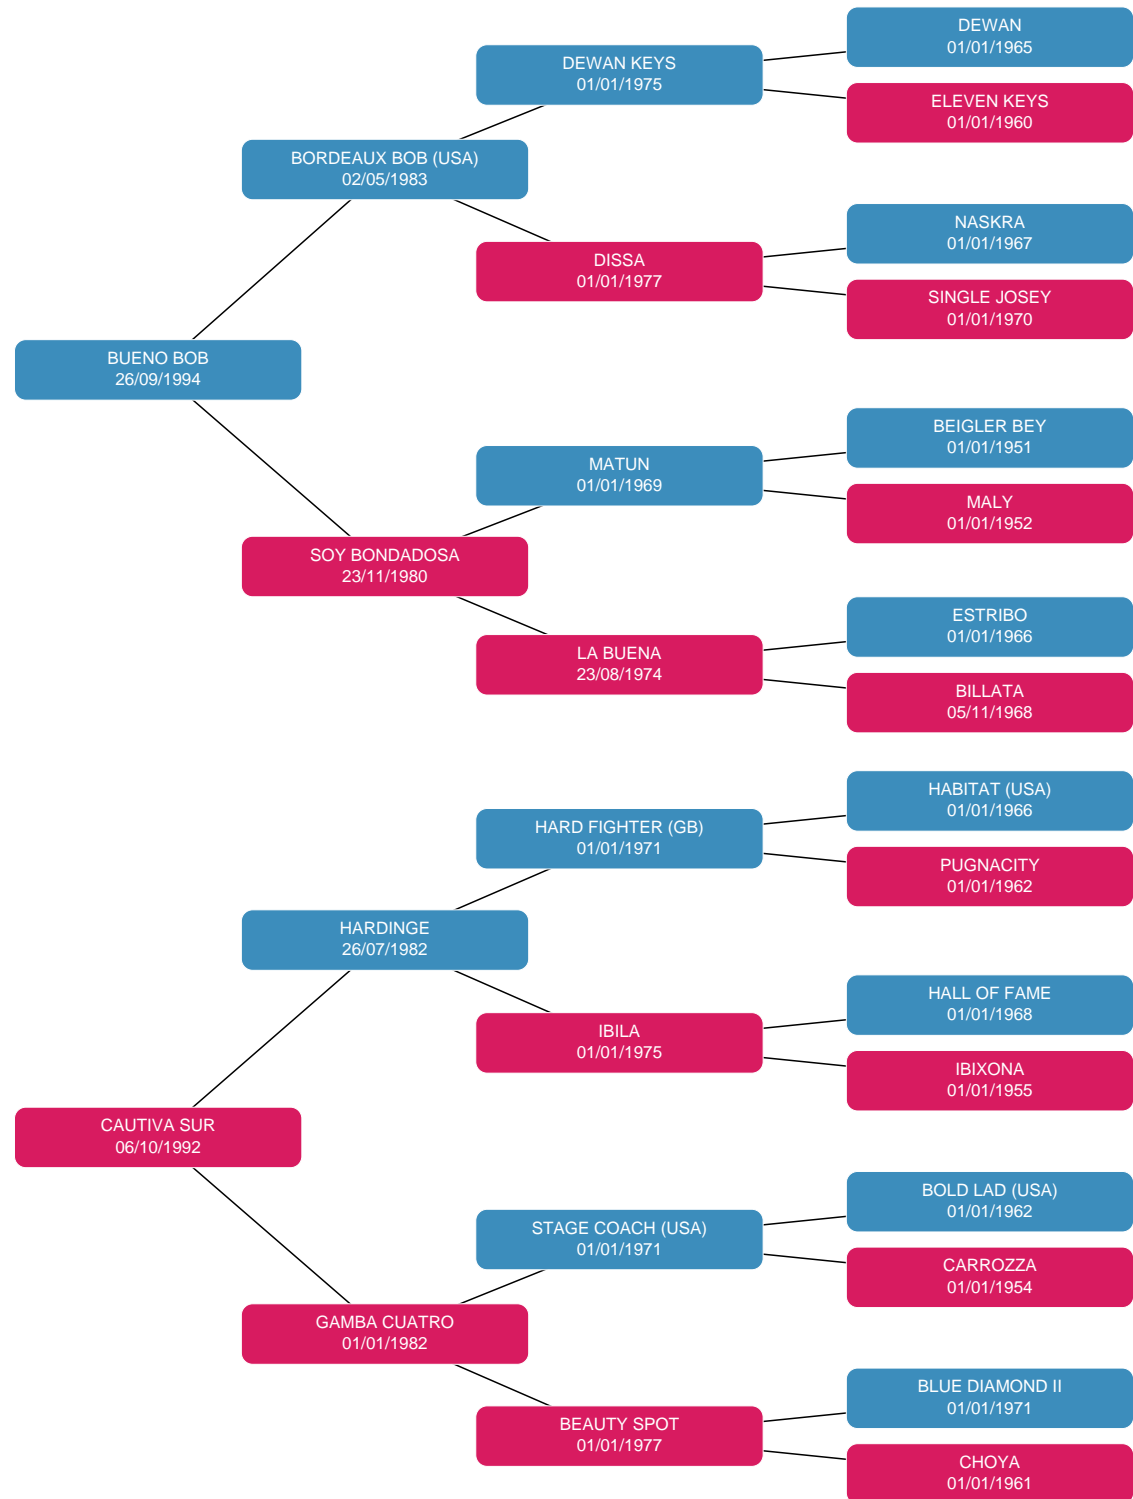 DEWAN
01/01/1965
DEWAN KEYS
01/01/1975
ELEVEN KEYS
01/01/1960
BORDEAUX BOB (USA)
02/05/1983
NASKRA
01/01/1967
DISSA
01/01/1977
SINGLE JOSEY
01/01/1970
BUENO BOB
26/09/1994
BEIGLER BEY
01/01/1951
MATUN
01/01/1969
MALY
01/01/1952
SOY BONDADOSA
23/11/1980
ESTRIBO
01/01/1966
LA BUENA
23/08/1974
BILLATA
05/11/1968
HABITAT (USA)
01/01/1966
HARD FIGHTER (GB)
01/01/1971
PUGNACITY
01/01/1962
HARDINGE
26/07/1982
HALL OF FAME
01/01/1968
IBILA
01/01/1975
IBIXONA
01/01/1955
CAUTIVA SUR
06/10/1992
BOLD LAD (USA)
01/01/1962
STAGE COACH (USA)
01/01/1971
CARROZZA
01/01/1954
GAMBA CUATRO
01/01/1982
BLUE DIAMOND II
01/01/1971
BEAUTY SPOT
01/01/1977
CHOYA
01/01/1961